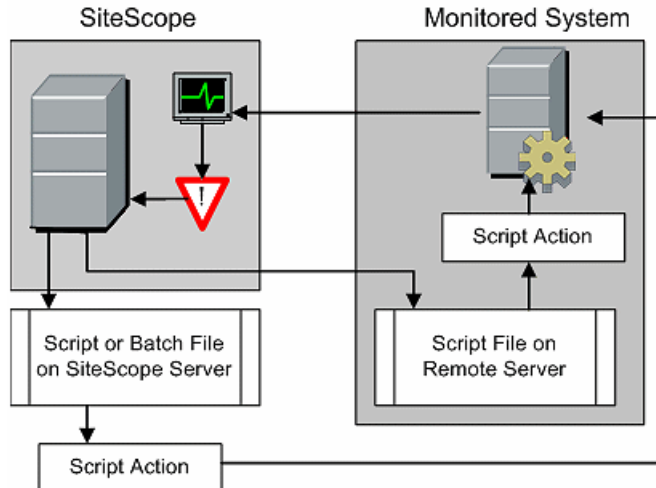 SiteScope
Monitored System
!
Script Action
Script or Batch File
on SiteScope Server
Script File on
Remote Server
Script Action